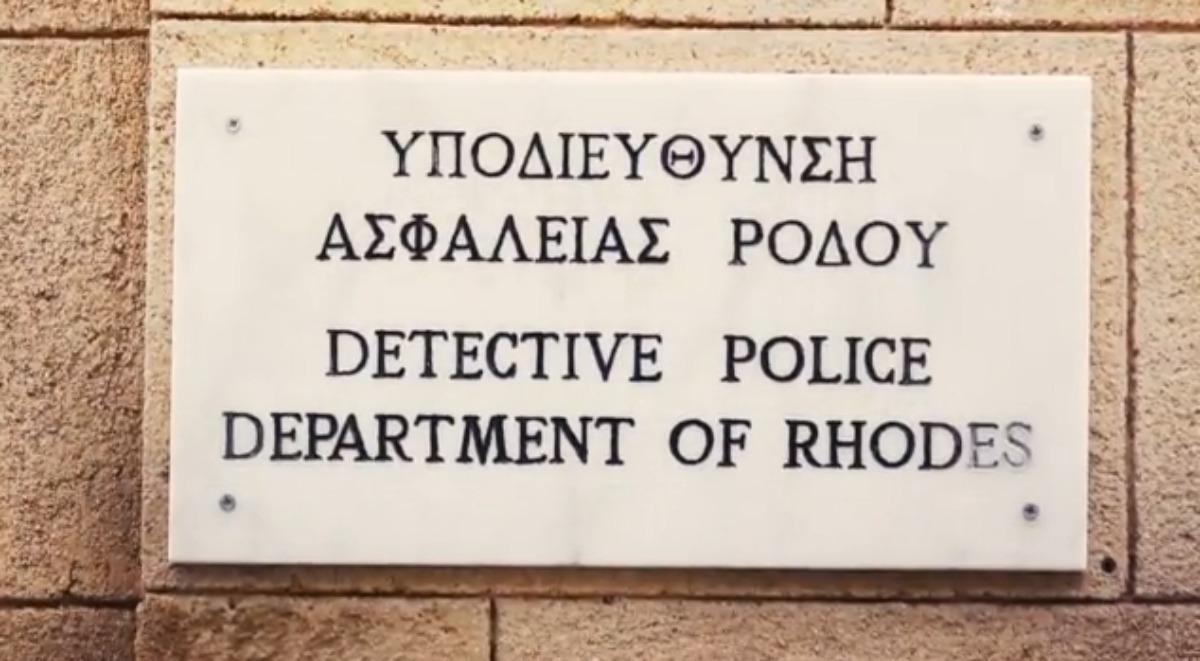 ΥΠΟΔΙΕΥΘΥΝΣΗ
ΑΣΦΑΛΕΙΑΣ ΡΟΔΟΥ
DETECTIVE POLICE
DEPARTMENT OF RHODES